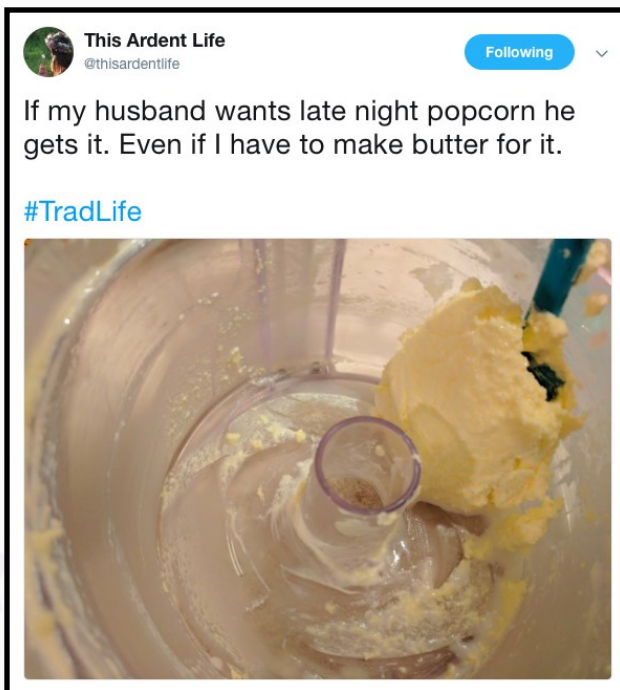 This Ardent Life
@thisardentlife
Following
If my husband wants late night popcorn he
gets it. Even if I have to make butter for it.
#TradLife